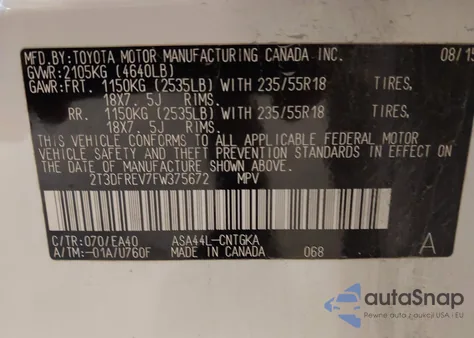 MFD.BY:TOYOTA MOTOR MANUFACTURING CANADA INC. 08/15
GVWR:2105KG (4640LB)
GAWR:FRT. 1150KG (2535LB) WITH 235/55R18 TIRES,
18X7. 5J RIMS.
RR. 1150KG (2535LB) WITH 235/55R18 TIRES,
18X7. 5J RIMS.
THIS VEHICLE CONFORMS TO ALL APPLICABLE FEDERAL MOTOR
VEHICLE SAFETY AND THEFT PREVENTION STANDARDS IN EFFECT ON
THE DATE OF MANUFACTURE SHOWN ABOVE.
2T3DFREV7FW375672 MPV
C/TR:070/EA40 ASA44L-CNTGKA A
A/TM:-01A/U760F MADE IN CANADA 068
autoSnap
Pewne auta z aukcji USA i EU